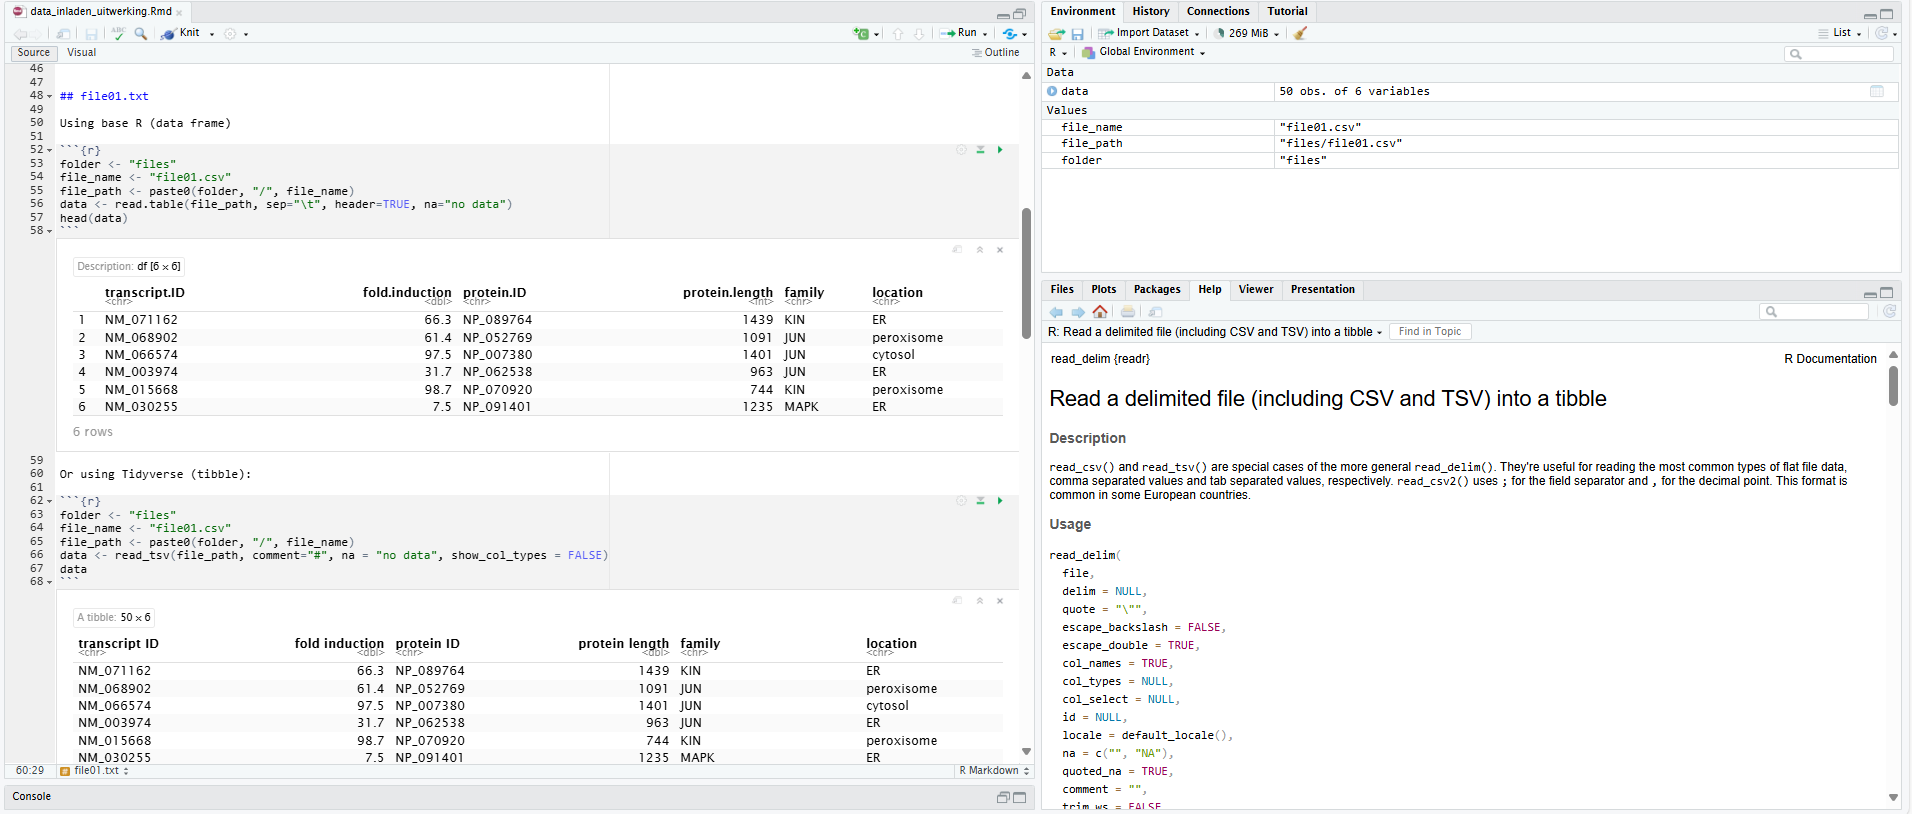 data_inladen_uitwerking.Rmd
ABC
Knit
Run
Source Visual
Outline
46
47
48 ## file01.txt
49
50 Using base R (data frame)
51
52 ```{r}
53 folder <- "files"
54 file_name <- "file01.csv"
55 file_path <- paste0(folder, "/", file_name)
56 data <- read.table(file_path, sep="\t", header=TRUE, na="no data")
57 head(data)
58 ```
Description: df [6 × 6]
transcript.ID fold.induction protein.ID protein.length family location
<chr> <dbl> <chr> <int> <chr> <chr>
1 NM_071162 66.3 NP_089764 1439 KIN ER
2 NM_068902 61.4 NP_052769 1091 JUN peroxisome
3 NM_066574 97.5 NP_007380 1401 JUN cytosol
4 NM_003974 31.7 NP_062538 963 JUN ER
5 NM_015668 98.7 NP_070920 744 KIN peroxisome
6 NM_030255 7.5 NP_091401 1235 MAPK ER
6 rows
59
60 Or using Tidyverse (tibble):
61
62 ```{r}
63 folder <- "files"
64 file_name <- "file01.csv"
65 file_path <- paste0(folder, "/", file_name)
66 data <- read_tsv(file_path, comment="#", na = "no data", show_col_types = FALSE)
67 data
68 ```
A tibble: 50 × 6
transcript ID fold induction protein ID protein length family location
<chr> <dbl> <chr> <dbl> <chr> <chr>
NM_071162 66.3 NP_089764 1439 KIN ER
NM_068902 61.4 NP_052769 1091 JUN peroxisome
NM_066574 97.5 NP_007380 1401 JUN cytosol
NM_003974 31.7 NP_062538 963 JUN ER
NM_015668 98.7 NP_070920 744 KIN peroxisome
NM_030255 7.5 NP_091401 1235 MAPK ER
60:29 file01.txt R Markdown
Console
Environment History Connections Tutorial
Import Dataset 269 MiB List
R Global Environment
Data
data 50 obs. of 6 variables
Values
file_name "file01.csv"
file_path "files/file01.csv"
folder "files"
Files Plots Packages Help Viewer Presentation
R: Read a delimited file (including CSV and TSV) into a tibble Find in Topic
read_delim {readr} R Documentation
Read a delimited file (including CSV and TSV) into a tibble
Description
read_csv() and read_tsv() are special cases of the more general read_delim(). They're useful for reading the most common types of flat file data,
comma separated values and tab separated values, respectively. read_csv2() uses ; for the field separator and , for the decimal point. This format is
common in some European countries.
Usage
read_delim(
file,
delim = NULL,
quote = "\"",
escape_backslash = FALSE,
escape_double = TRUE,
col_names = TRUE,
col_types = NULL,
col_select = NULL,
id = NULL,
locale = default_locale(),
na = c("", "NA"),
quoted_na = TRUE,
comment = "",
trim_ws = FALSE